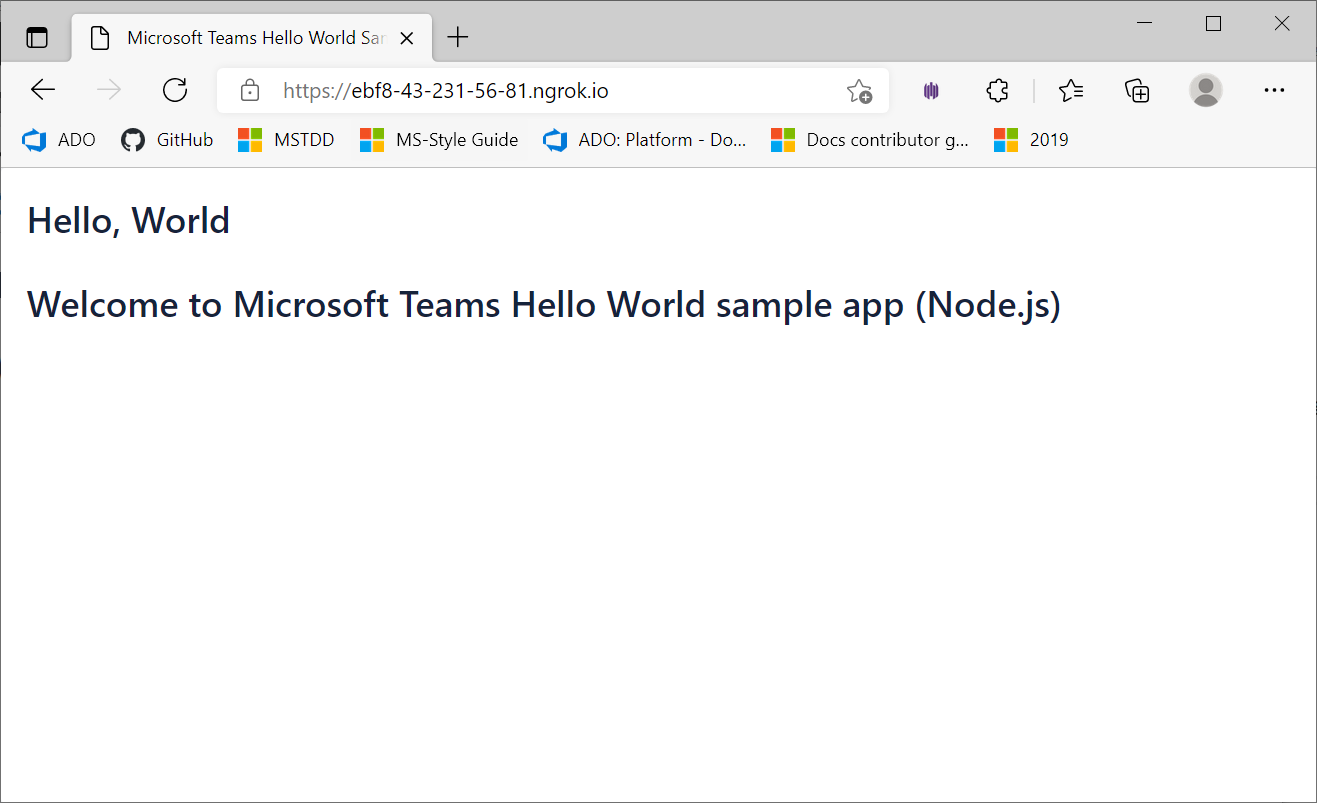 Microsoft Teams Hello World Sar
https://ebf8-43-231-56-81.ngrok.io
ADO GitHub MSTDD MS-Style Guide ADO: Platform - Do... Docs contributor g... 2019
Hello, World
Welcome to Microsoft Teams Hello World sample app (Node.js)